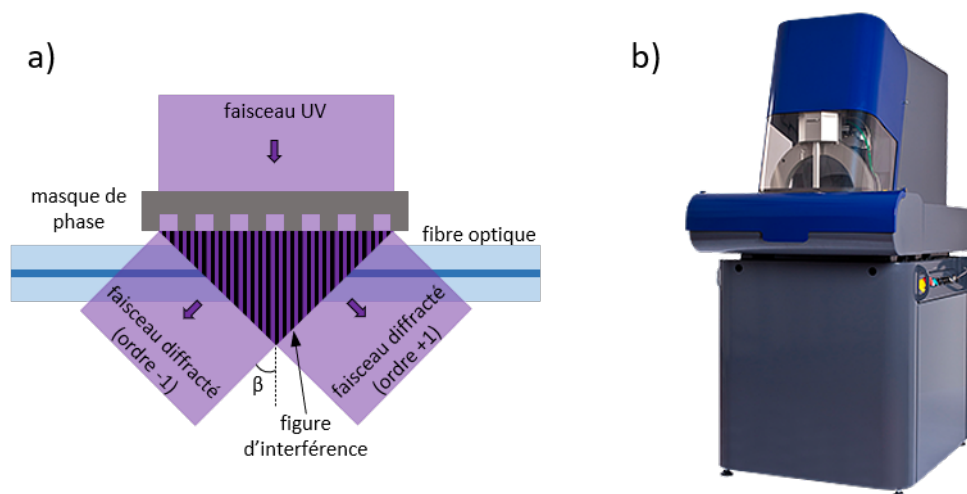 a)
faisceau UV
masque de
phase
fibre optique
faisceau diffracté
(ordre -1)
faisceau diffracté
(ordre +1)
β
figure
d'interférence
b)